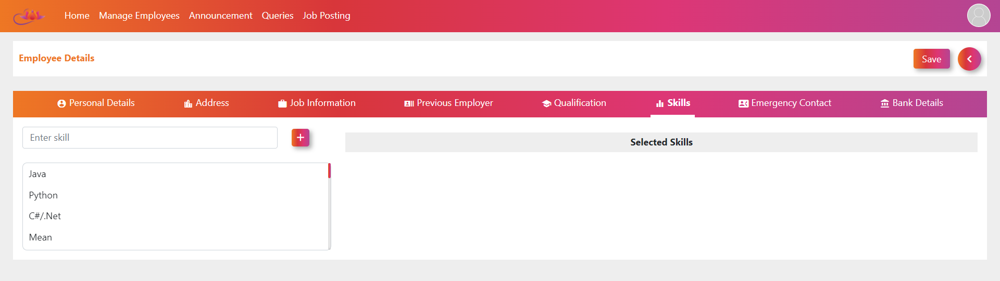 Home Manage Employees Announcement Queries Job Posting
Employee Details
Save
Personal Details Address Job Information Previous Employer Qualification Skills Emergency Contact Bank Details
Enter skill
+
Selected Skills
Java
Python
C#/.Net
Mean